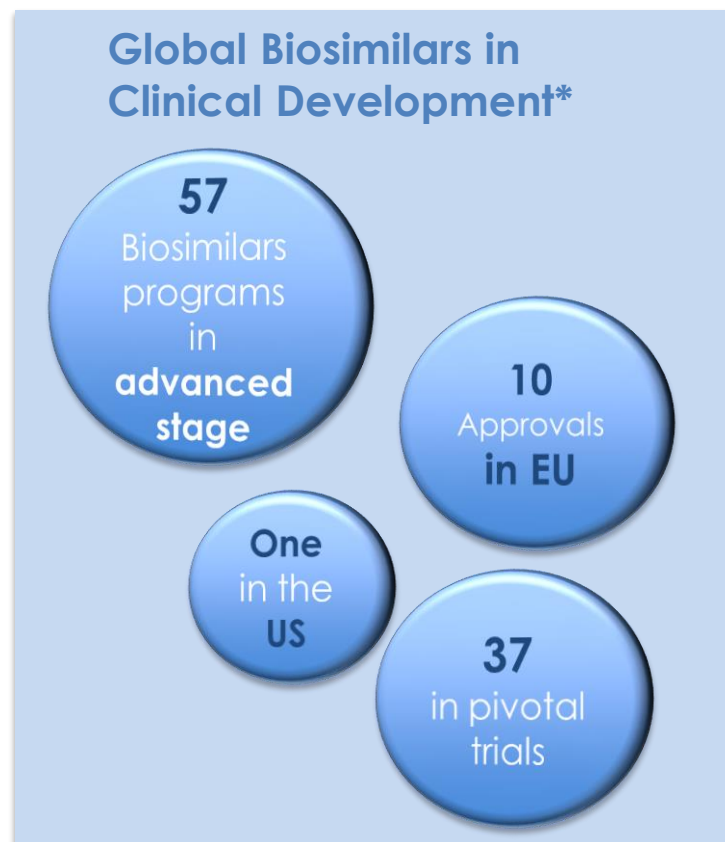 Global Biosimilars in
Clinical Development*
57
Biosimilars
programs
in
advanced
stage
10
Approvals
in EU
One
in the
US
37
in pivotal
trials